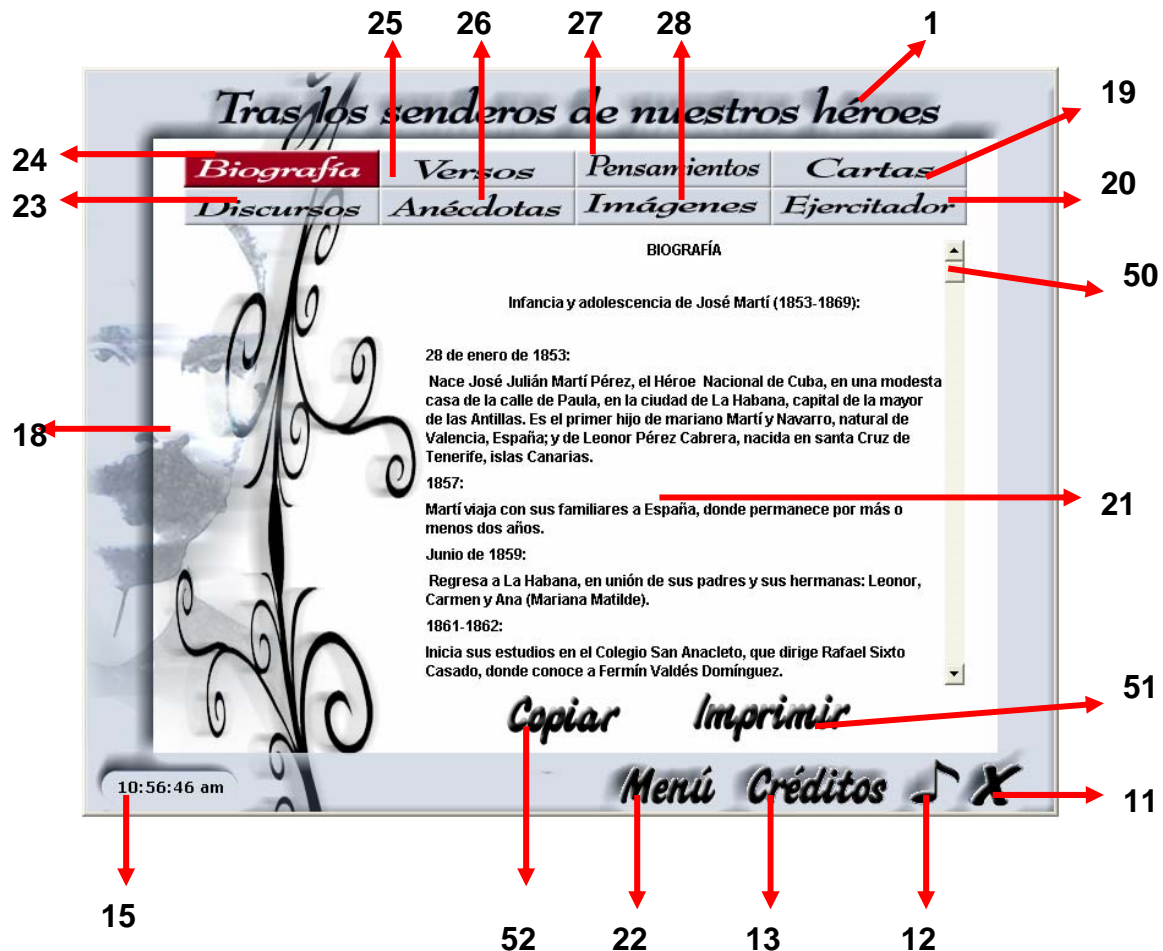 25 26 27 28 1
Tras los senderos de nuestros héroes
19
24
Biografía Versos Pensamientos Cartas
20
23
Discursos Anécdotas Imágenes Ejercitador
BIOGRAFÍA
50
Infancia y adolescencia de José Martí (1853-1869):
28 de enero de 1853:
Nace José Julián Martí Pérez, el Héroe Nacional de Cuba, en una modesta
casa de la calle de Paula, en la ciudad de La Habana, capital de la mayor
de las Antillas. Es el primer hijo de mariano Martí y Navarro, natural de
18
Valencia, España; y de Leonor Pérez Cabrera, nacida en santa Cruz de
Tenerife, islas Canarias.
1857:
21
Martí viaja con sus familiares a España, donde permanece por más o
menos dos años.
Junio de 1859:
Regresa a La Habana, en unión de sus padres y sus hermanas: Leonor,
Carmen y Ana (Mariana Matilde).
1861-1862:
Inicia sus estudios en el Colegio San Anacleto, que dirige Rafael Sixto
Casado, donde conoce a Fermín Valdés Domínguez.
51
Copiar Imprimir
10:56:46 am
Menú Créditos X
11
15
52 22 13 12